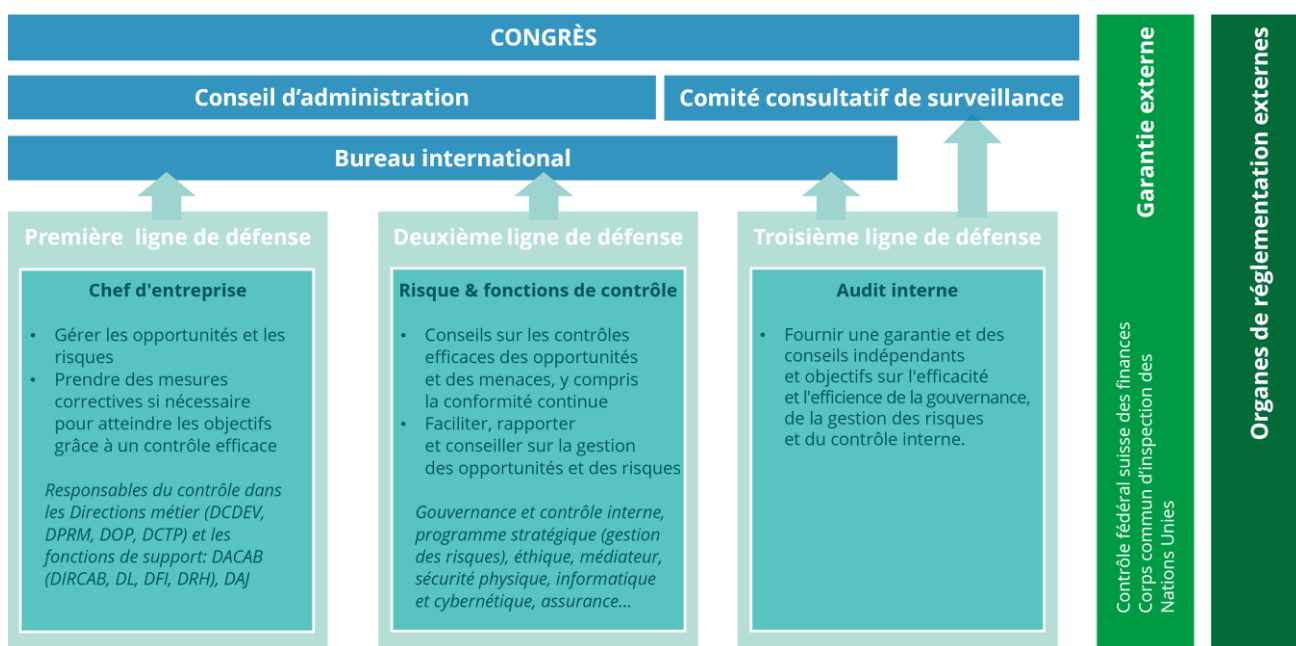 CONGRÈS
Conseil d'administration
Comité consultatif de surveillance
Bureau international
Première ligne de défense
Chef d'entreprise
• Gérer les opportunités et les
risques
• Prendre des mesures
correctives si nécessaire
pour atteindre les objectifs
grâce à un contrôle efficace
Responsables du contrôle dans
les Directions métier (DCDEV,
DPRM, DOP, DCTP) et les
fonctions de support: DACAB
(DIRCAB, DL, DFI, DRH), DAJ
Deuxième ligne de défense
Risque & fonctions de contrôle
• Conseils sur les contrôles
efficaces des opportunités
et des menaces, y compris
la conformité continue
• Faciliter, rapporter
et conseiller sur la gestion
des opportunités et des risques
Gouvernance et contrôle interne,
programme stratégique (gestion
des risques), éthique, médiateur,
sécurité physique, informatique
et cybernétique, assurance...
Troisième ligne de défense
Audit interne
• Fournir une garantie et des
conseils indépendants
et objectifs sur l'efficacité
et l'efficience de la gouvernance,
de la gestion des risques
et du contrôle interne.
Garantie externe
Contrôle fédéral suisse des finances
Corps commun d'inspection des
Nations Unies
Organes de réglementation externes